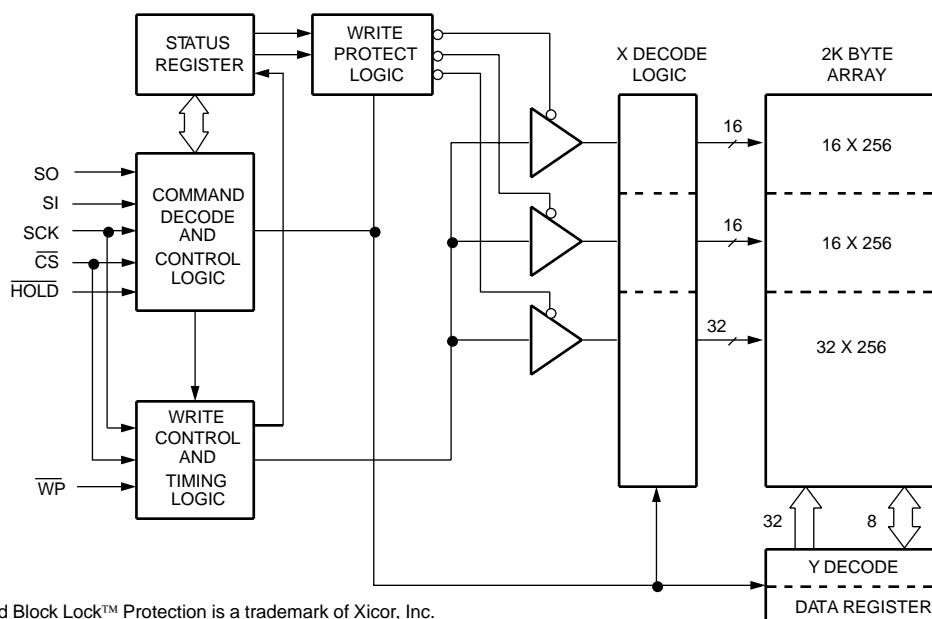 STATUS
REGISTER
WRITE
PROTECT
LOGIC
X DECODE
LOGIC
2K BYTE
ARRAY
SO
SI
SCK
CS
HOLD
COMMAND
DECODE
AND
CONTROL
LOGIC
16
16 X 256
16
16 X 256
32
32 X 256
WRITE
CONTROL
AND
TIMING
LOGIC
WP
32
8
Y DECODE
DATA REGISTER
Block Lock™ Protection is a trademark of Xicor, Inc.